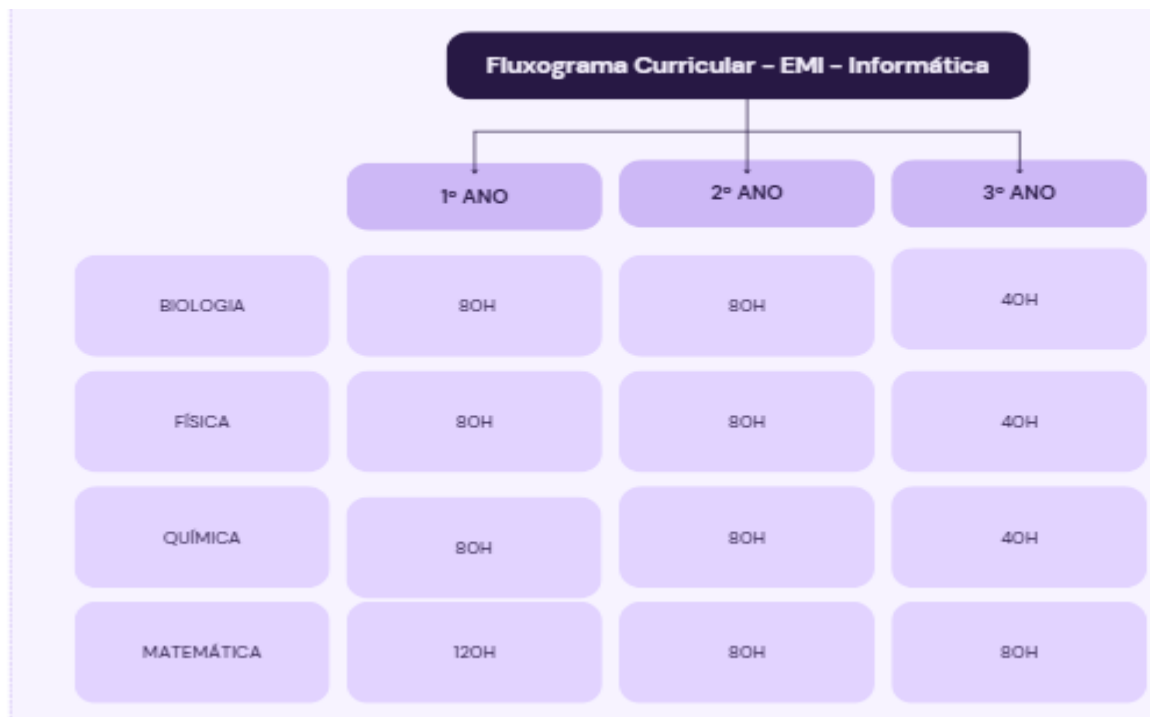 Fluxograma Curricular - EMI - Informática
1º ANO
2º ANO
3º ANO
BIOLOGIA
80H
80H
40H
FÍSICA
80H
80H
40H
QUÍMICA
80H
80H
40H
MATEMÁTICA
120H
80H
80H